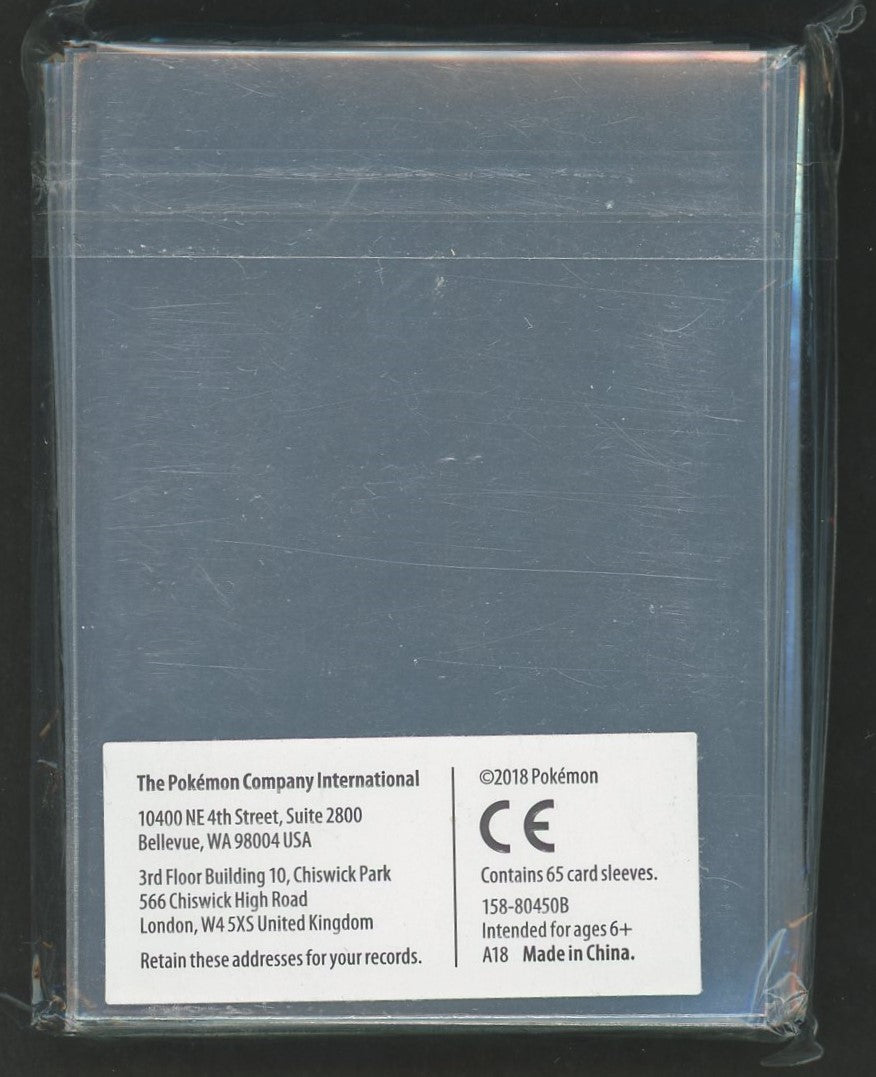 The Pokémon Company International
10400 NE 4th Street, Suite 2800
Bellevue, WA 98004 USA
3rd Floor Building 10, Chiswick Park
566 Chiswick High Road
London, W4 5XS United Kingdom
Retain these addresses for your records.
©2018 Pokémon
CE
Contains 65 card sleeves.
158-80450B
Intended for ages 6+
A18 Made in China.